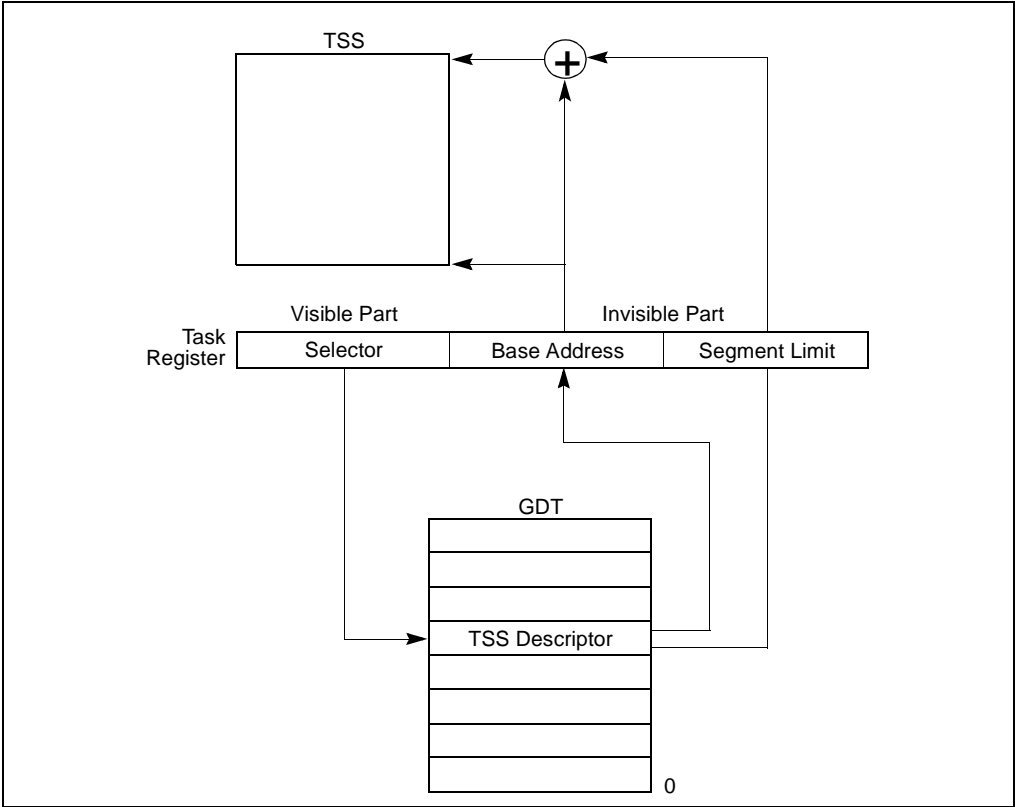 TSS
+
Visible Part
Invisible Part
Task
Register
Selector
Base Address
Segment Limit
GDT
TSS Descriptor
0